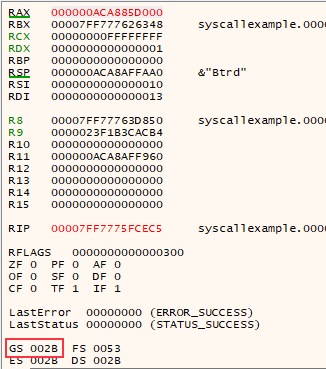 RAX 000000ACA885D000
RBX 00007FF777626348 syscallexample.0000
RCX 00000000FFFFFFFF
RDX 0000000000000001
RBP 0000000000000000
RSP 000000ACA8AFFAA0 &"Btrd"
RSI 0000000000000010
RDI 0000000000000013
R8 00007FF77763D850 syscallexample.0000
R9 0000023F1B3CACB4
R10 0000000000000000
R11 000000ACA8AFF960
R12 0000000000000000
R13 0000000000000000
R14 0000000000000000
R15 0000000000000000
RIP 00007FF7775FCEC5 syscallexample.0000
RFLAGS 0000000000000300
ZF 0 PF 0 AF 0
OF 0 SF 0 DF 0
CF 0 TF 1 IF 1
LastError 00000000 (ERROR_SUCCESS)
LastStatus 00000000 (STATUS_SUCCESS)
GS 002B FS 0053
ES 002B DS 002B